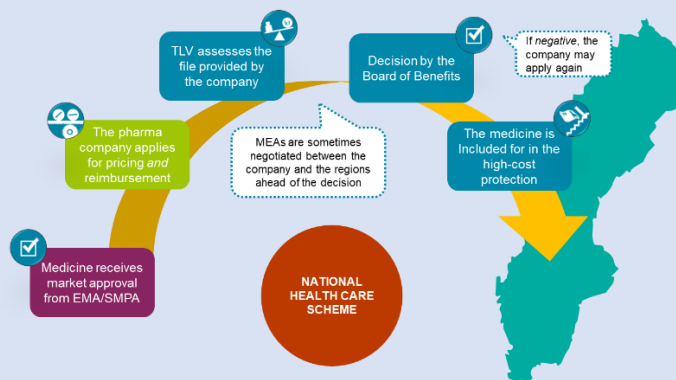 TLV assesses the
file provided by
the company
Decision by the
Board of Benefits
If negative, the
company may
apply again
The pharma
company applies
for pricing and
reimbursement
MEAs are sometimes
negotiated between the
company and the regions
ahead of the decision
The medicine is
Included for in the
high-cost
protection
Medicine receives
market approval
from EMA/SMPA
NATIONAL
HEALTH CARE
SCHEME